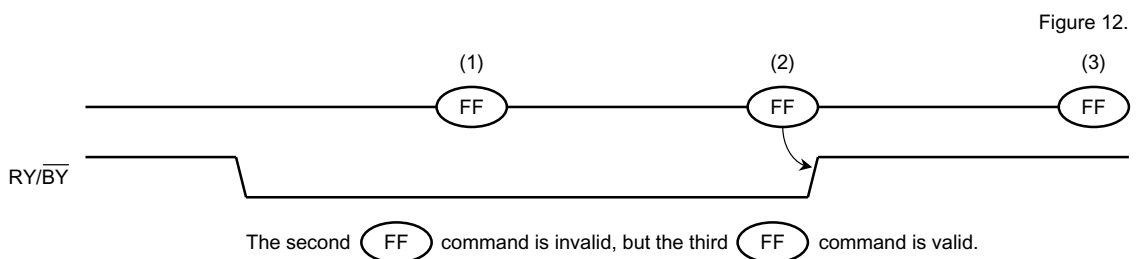 Figure 12.
(1) (2) (3)
FF FF FF
RY/B̅Y̅
The second FF command is invalid, but the third FF command is valid.